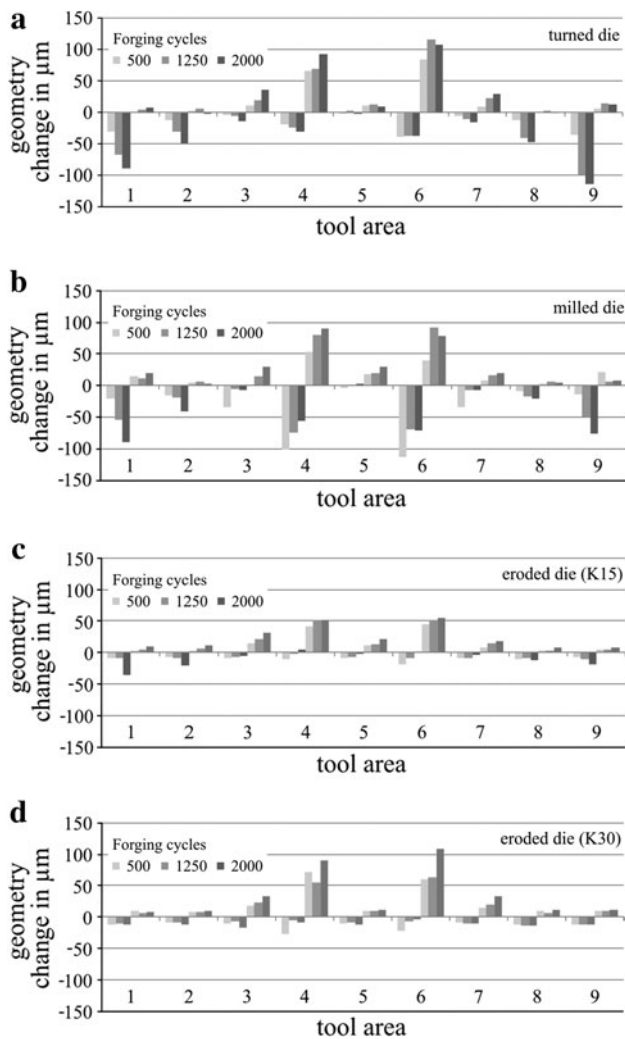 a
150
Forging cycles
turned die
100
500 1250 2000
50
0
-50
-100
-150
geometry
change in µm
1 2 3 4 5 6 7 8 9
tool area
b
150
Forging cycles
milled die
100
500 1250 2000
50
0
-50
-100
-150
geometry
change in µm
1 2 3 4 5 6 7 8 9
tool area
c
150
Forging cycles
eroded die (K15)
100
500 1250 2000
50
0
-50
-100
-150
geometry
change in µm
1 2 3 4 5 6 7 8 9
tool area
d
150
Forging cycles
eroded die (K30)
100
500 1250 2000
50
0
-50
-100
-150
geometry
change in µm
1 2 3 4 5 6 7 8 9
tool area